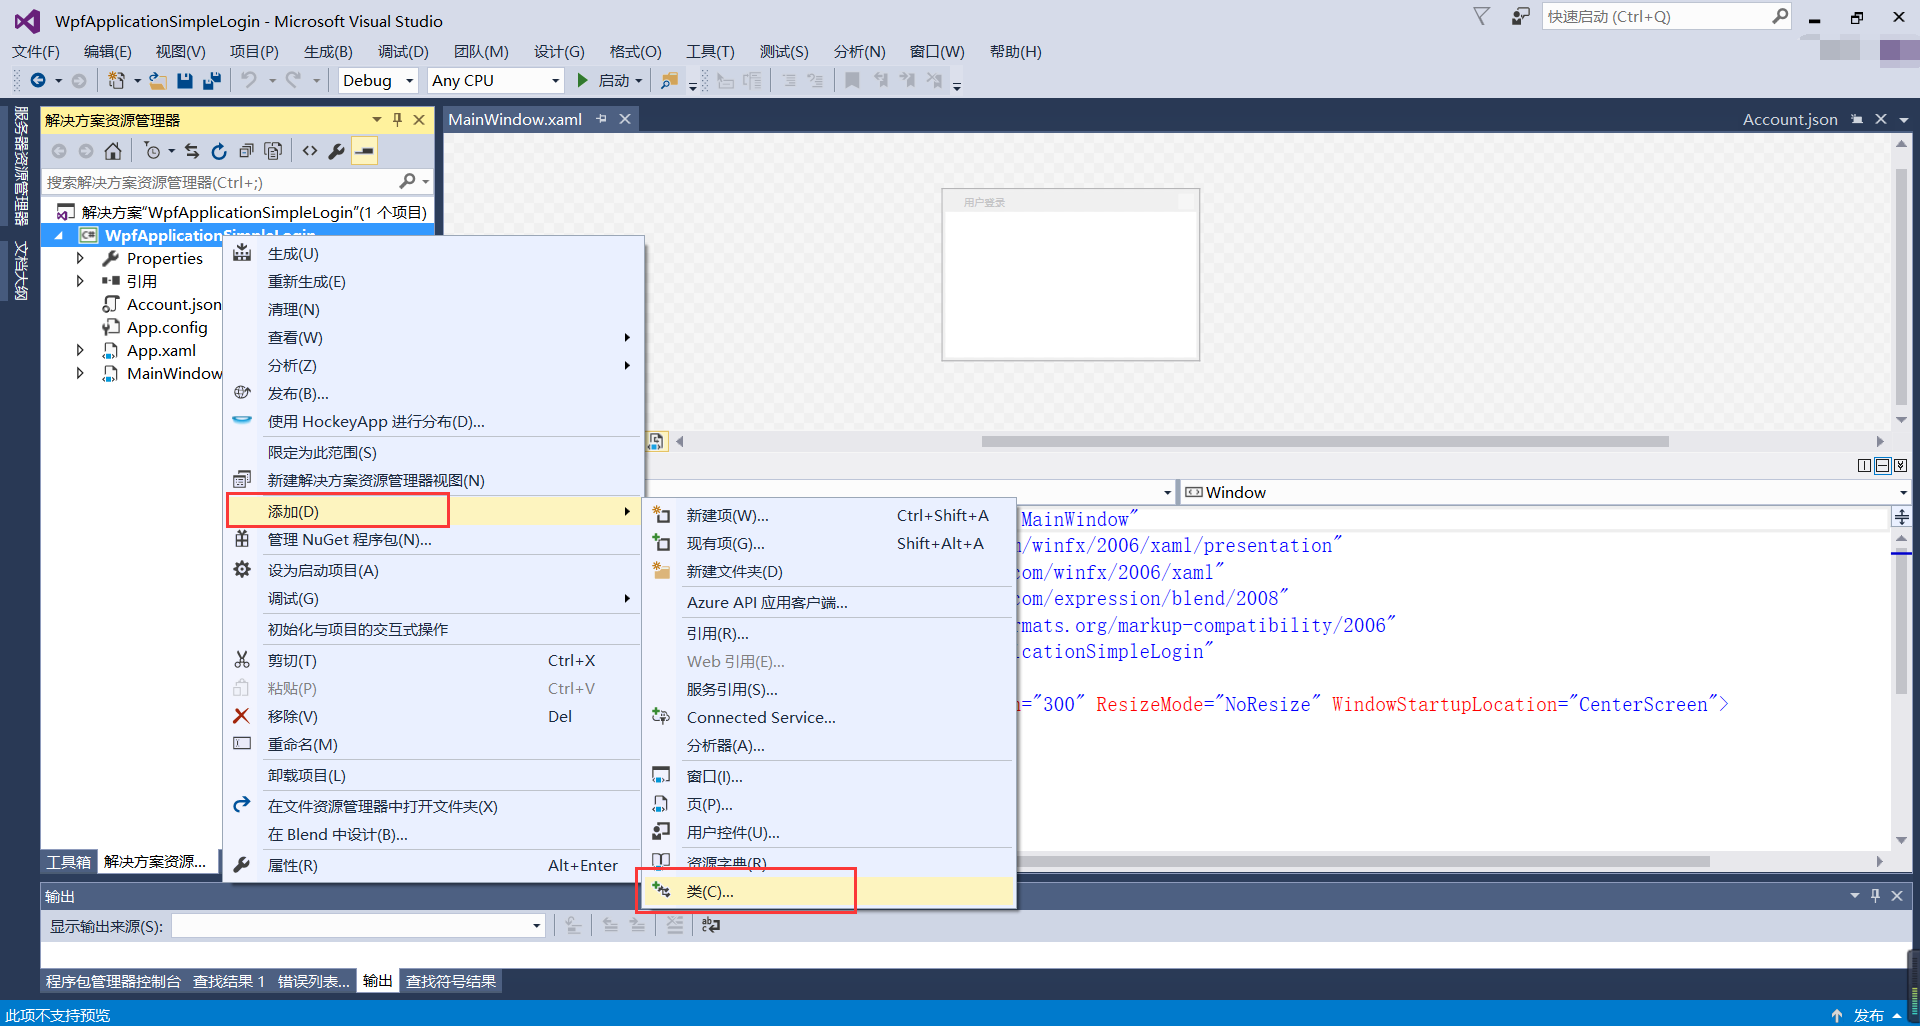 WpfApplicationSimpleLogin - Microsoft Visual Studio
快速启动 (Ctrl+Q)
文件(F) 编辑(E) 视图(V) 项目(P) 生成(B) 调试(D) 团队(M) 设计(G) 格式(O) 工具(T) 测试(S) 分析(N) 窗口(W) 帮助(H)
Debug Any CPU 启动
服务器资源管理器
文档大纲
解决方案资源管理器
搜索解决方案资源管理器(Ctrl+;)
解决方案"WpfApplicationSimpleLogin"(1 个项目)
WpfApplicationSimpleLogin
Properties
引用
Account.json
App.config
App.xaml
MainWindow
工具箱 解决方案资源...
MainWindow.xaml
Account.json
用户登录
生成(U)
重新生成(E)
清理(N)
查看(W)
分析(Z)
发布(B)...
使用 HockeyApp 进行分布(D)...
限定为此范围(S)
新建解决方案资源管理器视图(N)
添加(D)
管理 NuGet 程序包(N)...
设为启动项目(A)
调试(G)
初始化与项目的交互式操作
剪切(T) Ctrl+X
粘贴(P) Ctrl+V
移除(V) Del
重命名(M)
卸载项目(L)
在文件资源管理器中打开文件夹(X)
在 Blend 中设计(B)...
属性(R) Alt+Enter
新建项(W)... Ctrl+Shift+A
现有项(G)... Shift+Alt+A
新建文件夹(D)
Azure API 应用客户端...
引用(R)...
Web 引用(E)...
服务引用(S)...
Connected Service...
分析器(A)...
窗口(I)...
页(P)...
用户控件(U)...
资源字典(R)
类(C)...
Window
MainWindow"
/winfx/2006/xaml/presentation"
com/winfx/2006/xaml"
com/expression/blend/2008"
rmats.org/markup-compatibility/2006"
icationSimpleLogin"
="300" ResizeMode="NoResize" WindowStartupLocation="CenterScreen">
输出
显示输出来源(S):
程序包管理器控制台 查找结果 1 错误列表... 输出 查找符号结果
此项不支持预览
发布